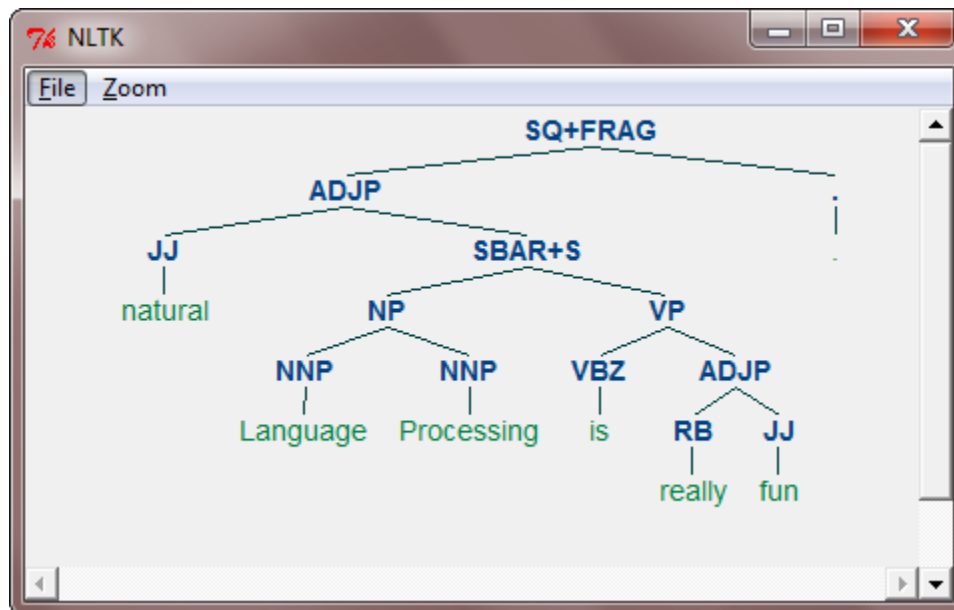 NLTK
File Zoom
SQ+FRAG
ADJP .
JJ SBAR+S .
natural NP VP
NNP NNP VBZ ADJP
Language Processing is RB JJ
really fun